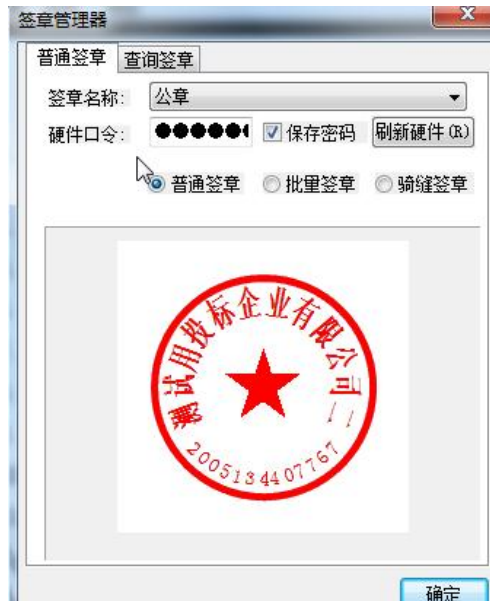 签章管理器
普通签章 查询签章
签章名称: 公章
硬件口令: ●●●●●● 保存密码 刷新硬件(R)
普通签章 批量签章 骑缝签章
测试用投标企业有限公司二
2005134407767
确定